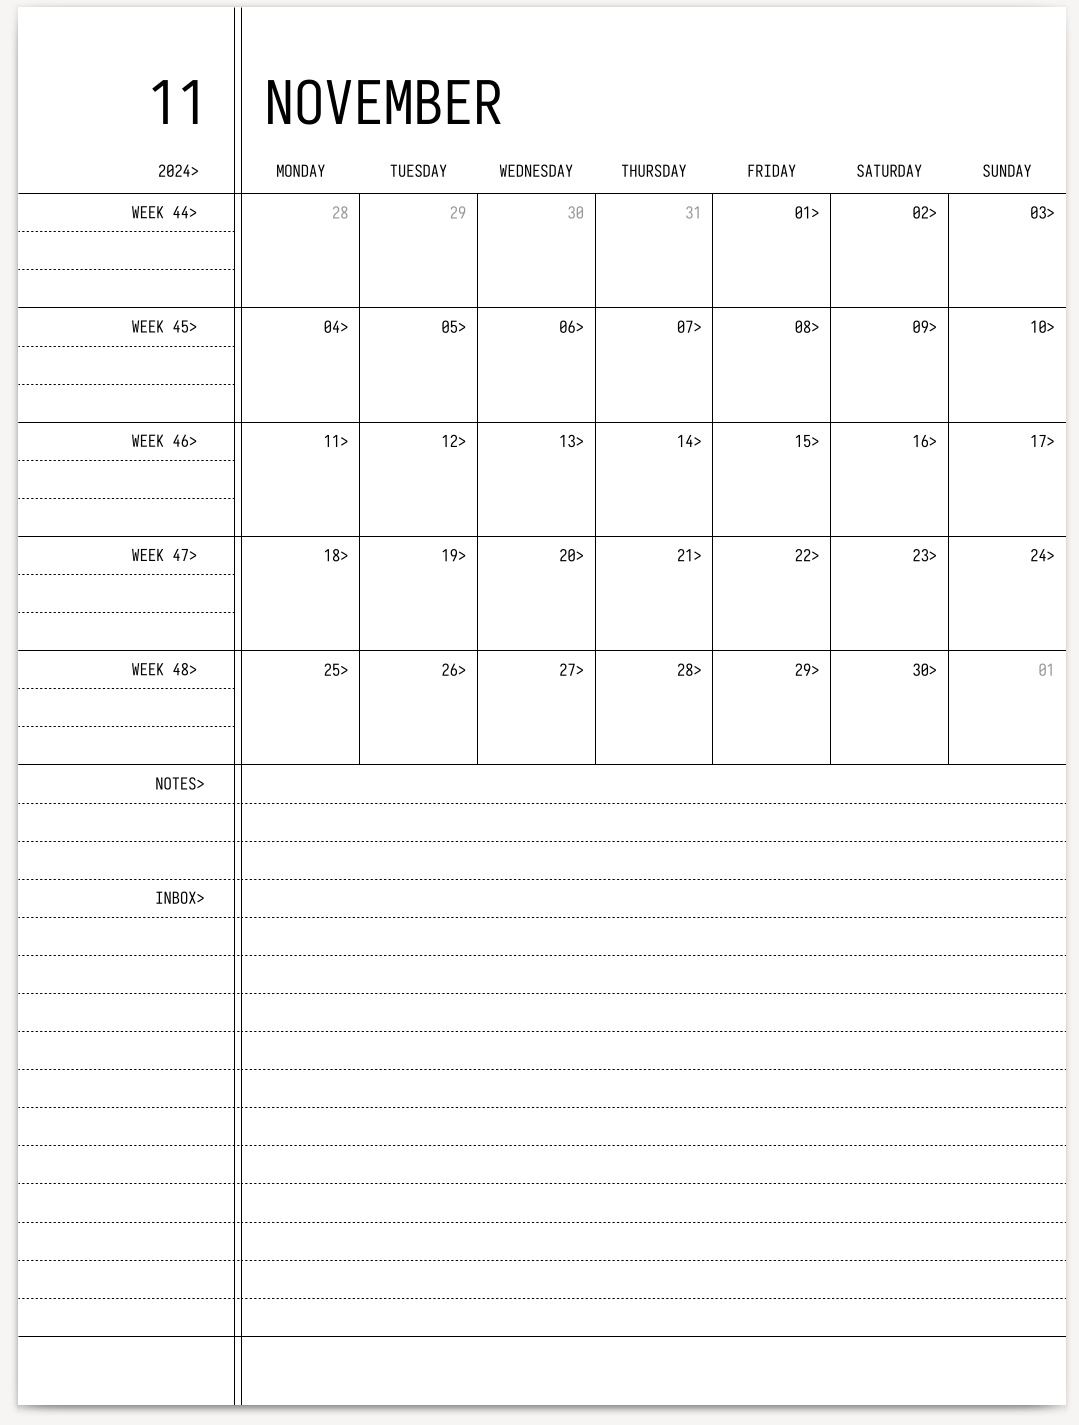 11 NOVEMBER
2024> MONDAY TUESDAY WEDNESDAY THURSDAY FRIDAY SATURDAY SUNDAY
WEEK 44> 28 29 30 31 01> 02> 03>
WEEK 45> 04> 05> 06> 07> 08> 09> 10>
WEEK 46> 11> 12> 13> 14> 15> 16> 17>
WEEK 47> 18> 19> 20> 21> 22> 23> 24>
WEEK 48> 25> 26> 27> 28> 29> 30> 01
NOTES>
INBOX>